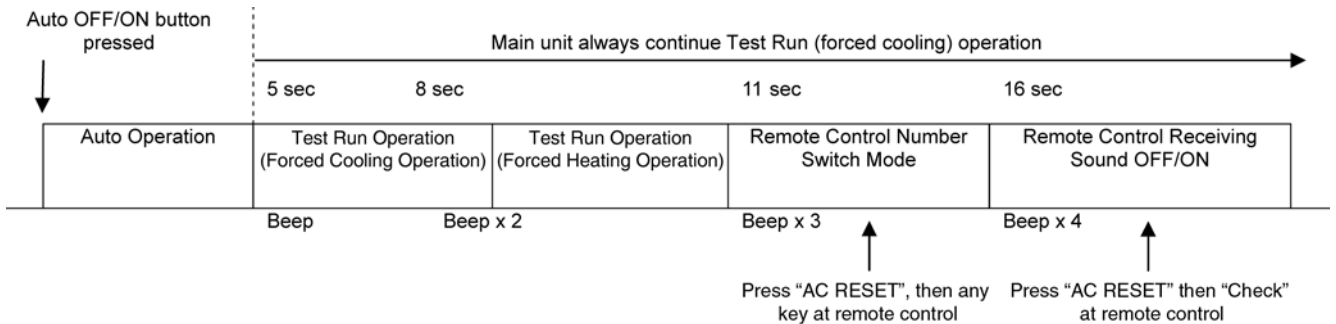 Auto OFF/ON button
pressed
Main unit always continue Test Run (forced cooling) operation
5 sec
8 sec
11 sec
16 sec
Auto Operation
Test Run Operation
(Forced Cooling Operation)
Test Run Operation
(Forced Heating Operation)
Remote Control Number
Switch Mode
Remote Control Receiving
Sound OFF/ON
Beep
Beep x 2
Beep x 3
Beep x 4
Press “AC RESET”, then any
key at remote control
Press “AC RESET” then “Check”
at remote control